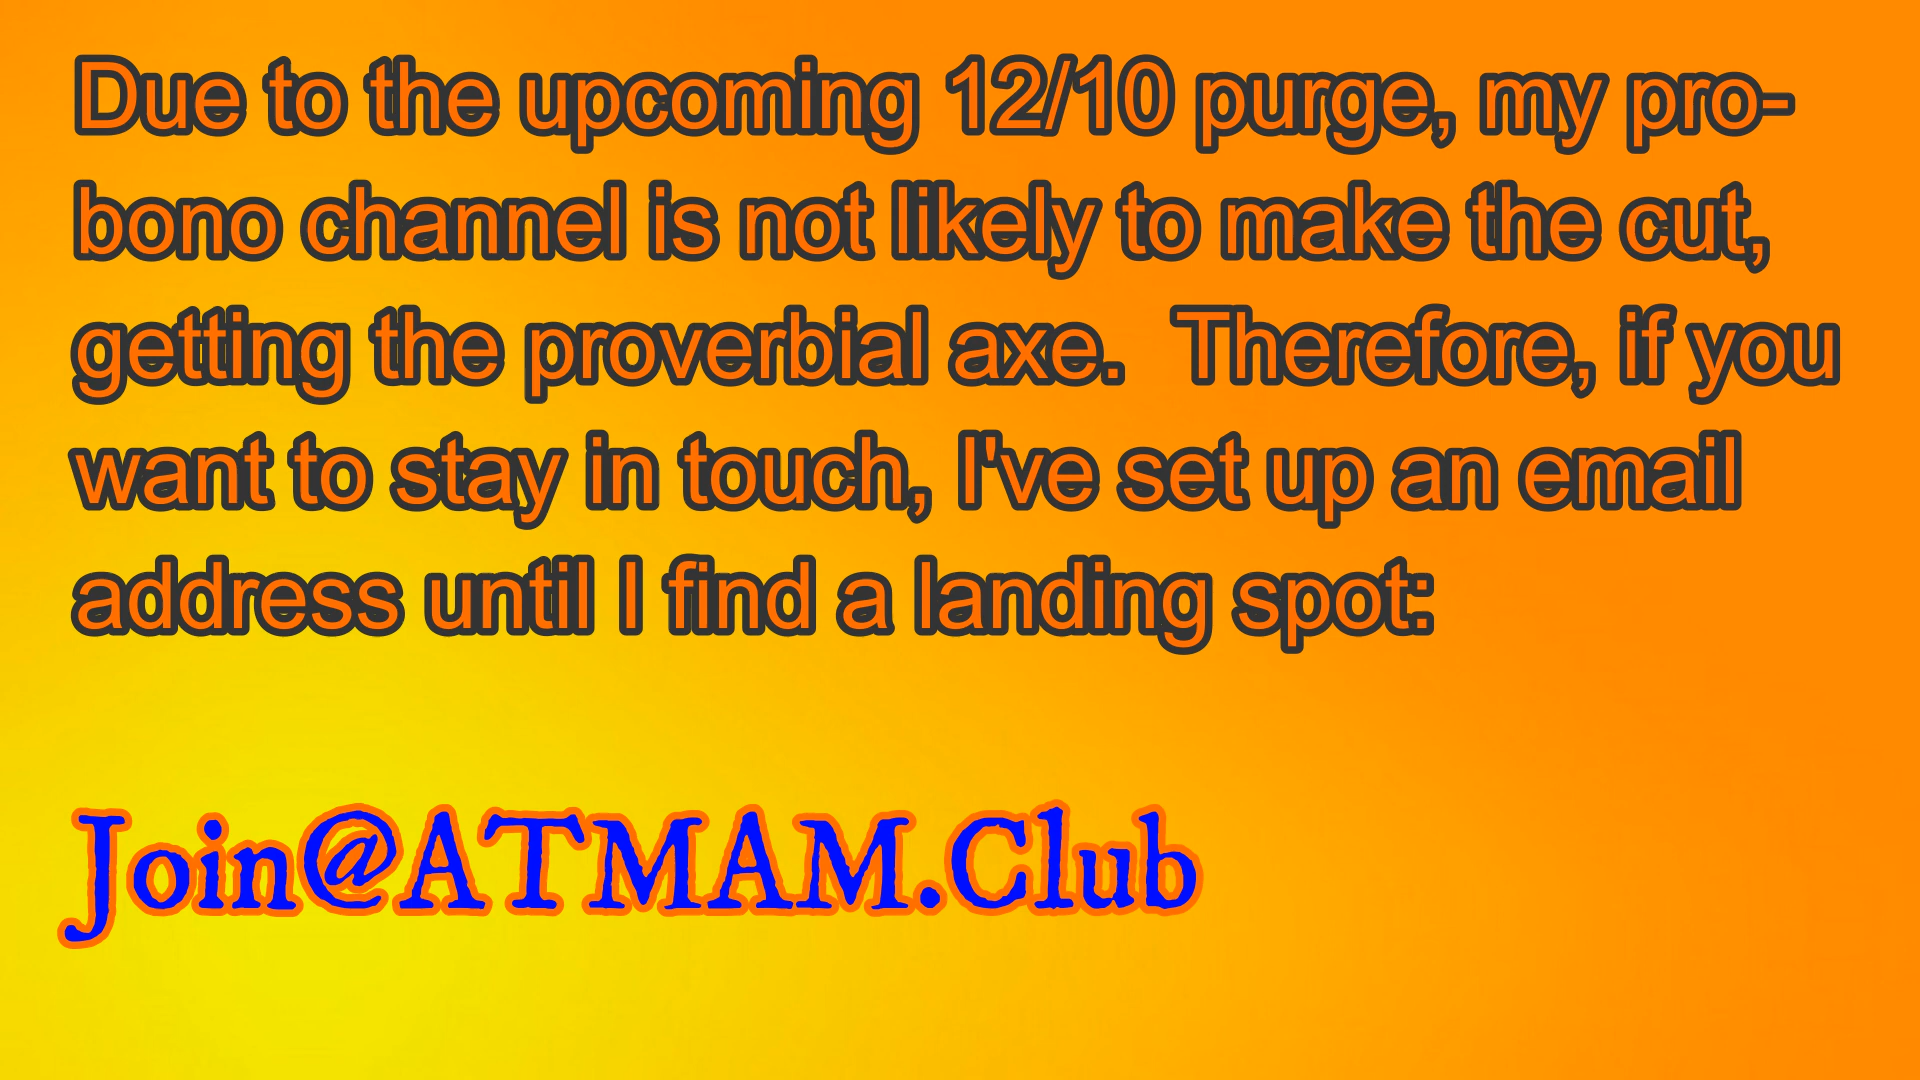 Due to the upcoming 12/10 purge, my pro-
bono channel is not likely to make the cut,
getting the proverbial axe.  Therefore, if you
want to stay in touch, I've set up an email
address until I find a landing spot:
Join@ATMAM.Club